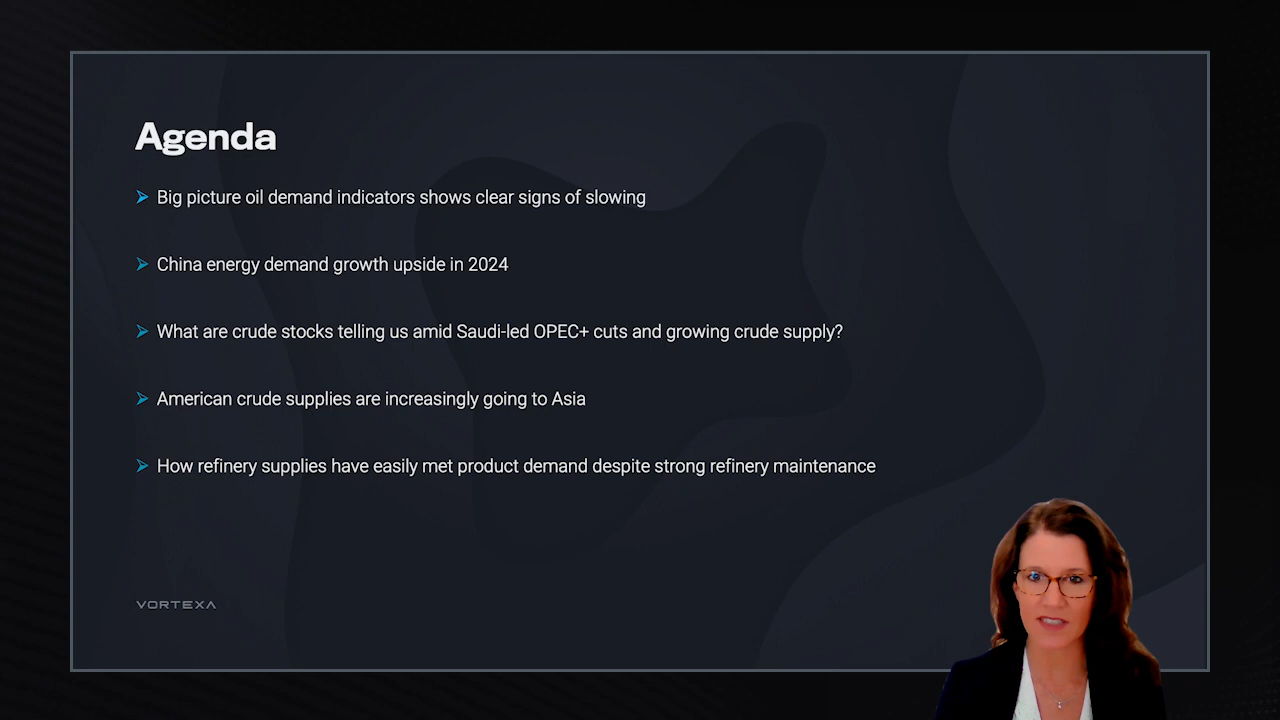 Agenda
Big picture oil demand indicators shows clear signs of slowing
China energy demand growth upside in 2024
What are crude stocks telling us amid Saudi-led OPEC+ cuts and growing crude supply?
American crude supplies are increasingly going to Asia
How refinery supplies have easily met product demand despite strong refinery maintenance
VORTEXA